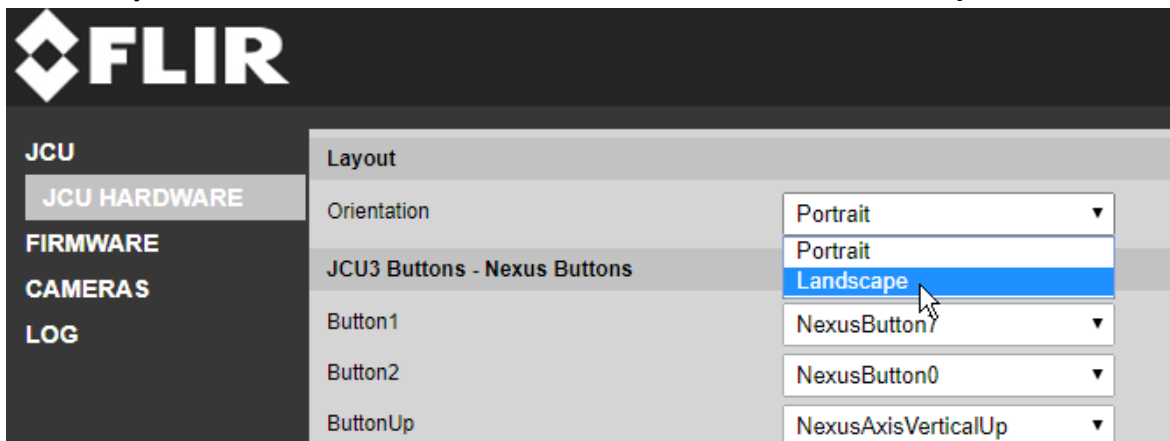 FLIR
JCU
JCU HARDWARE
FIRMWARE
CAMERAS
LOG
Layout
Orientation Portrait
Portrait
Landscape
JCU3 Buttons - Nexus Buttons
Button1 NexusButton7
Button2 NexusButton0
ButtonUp NexusAxisVerticalUp